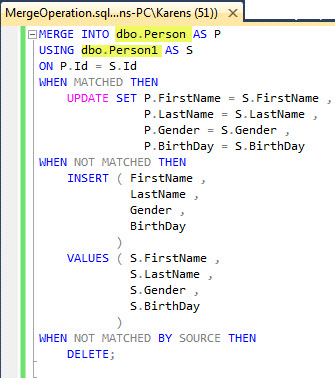 MergeOperation.sql...ns-PC\Karens (51))
MERGE INTO dbo.Person AS P
USING dbo.Person1 AS S
ON P.Id = S.Id
WHEN MATCHED THEN
UPDATE SET P.FirstName = S.FirstName ,
P.LastName = S.LastName ,
P.Gender = S.Gender ,
P.BirthDay = S.BirthDay
WHEN NOT MATCHED THEN
INSERT ( FirstName ,
LastName ,
Gender ,
BirthDay
)
VALUES ( S.FirstName ,
S.LastName ,
S.Gender ,
S.BirthDay
)
WHEN NOT MATCHED BY SOURCE THEN
DELETE;